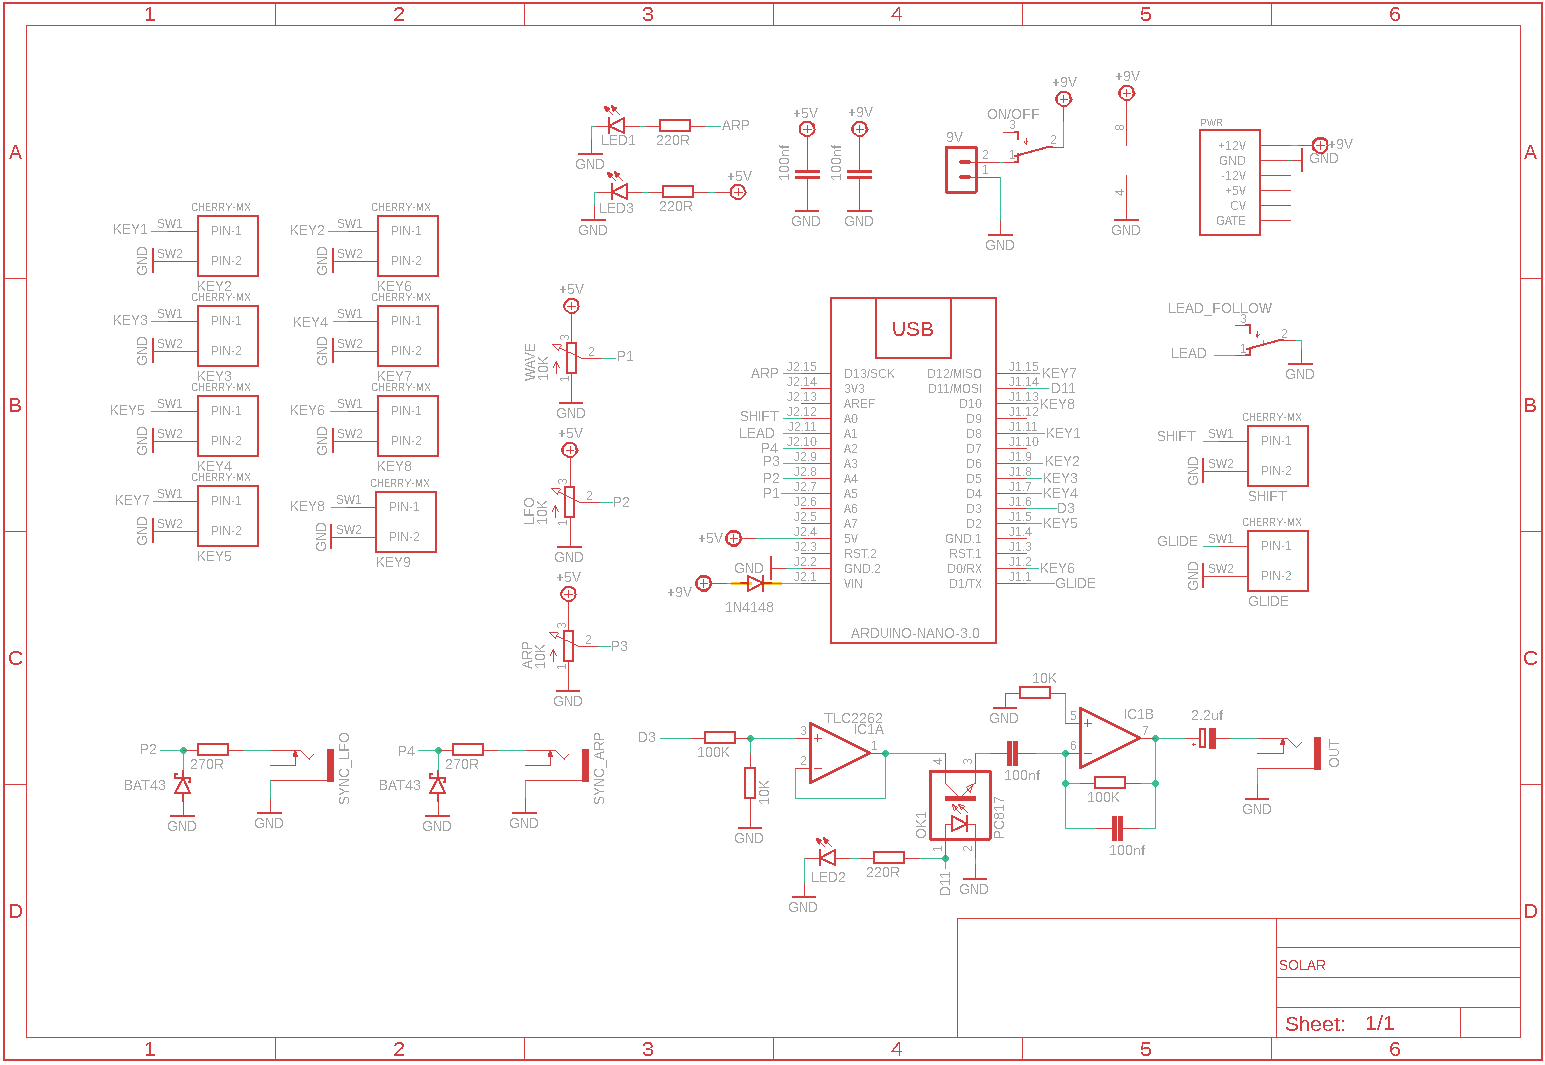 1 2 3 4 5 6
A A
B B
C C
D D
CHERRY-MX
KEY1 SW1 PIN-1
GND SW2 PIN-2
KEY2
CHERRY-MX
KEY2 SW1 PIN-1
GND SW2 PIN-2
KEY6
CHERRY-MX
KEY3 SW1 PIN-1
GND SW2 PIN-2
KEY3
CHERRY-MX
KEY4 SW1 PIN-1
GND SW2 PIN-2
KEY7
CHERRY-MX
KEY5 SW1 PIN-1
GND SW2 PIN-2
KEY4
CHERRY-MX
KEY6 SW1 PIN-1
GND SW2 PIN-2
KEY8
CHERRY-MX
KEY7 SW1 PIN-1
GND SW2 PIN-2
KEY5
CHERRY-MX
KEY8 SW1 PIN-1
GND SW2 PIN-2
KEY9
LED1 220R ARP
GND
LED3 220R +5V
GND
+5V
100nf
GND
+9V
100nf
GND
9V
2
1
GND
ON/OFF
3
1
2
+9V
+9V
8
4
GND
PWR
+12V +9V
GND GND
-12V
+5V
CV
GATE
+5V
WAVE
10K
3
2 P1
1
GND
+5V
LFO
10K
3
2 P2
1
GND
+5V
ARP
10K
3
2 P3
1
GND
USB
ARP J2.15 D13/SCK D12/MISO J1.15 KEY7
J2.14 3V3 D11/MOSI J1.14 D11
J2.13 AREF D10 J1.13 KEY8
SHIFT J2.12 A0 D9 J1.12
LEAD J2.11 A1 D8 J1.11 KEY1
P4 J2.10 A2 D7 J1.10
P3 J2.9 A3 D6 J1.9 KEY2
P2 J2.8 A4 D5 J1.8 KEY3
P1 J2.7 A5 D4 J1.7 KEY4
J2.6 A6 D3 J1.6 D3
J2.5 A7 D2 J1.5 KEY5
+5V J2.4 5V GND.1 J1.4
J2.3 RST.2 RST.1 J1.3
GND J2.2 GND.2 D0/RX J1.2 KEY6
+9V J2.1 VIN D1/TX J1.1 GLIDE
1N4148
ARDUINO-NANO-3.0
LEAD_FOLLOW
3
LEAD 1
2
GND
CHERRY-MX
SHIFT SW1 PIN-1
GND SW2 PIN-2
SHIFT
CHERRY-MX
GLIDE SW1 PIN-1
GND SW2 PIN-2
GLIDE
P2 270R
BAT43
GND
GND
SYNC_LFO
P4 270R
BAT43
GND
GND
SYNC_ARP
D3 100K
10K
GND
TLC2262
IC1A
3
2
1
+
-
OK1
4
3
1
2
PC817
LED2 220R
GND
D11
GND
100nf
10K
GND
IC1B
5
6
7
+
-
100K
100nf
2.2uf
+
GND
OUT
SOLAR
Sheet: 1/1
1 2 3 4 5 6